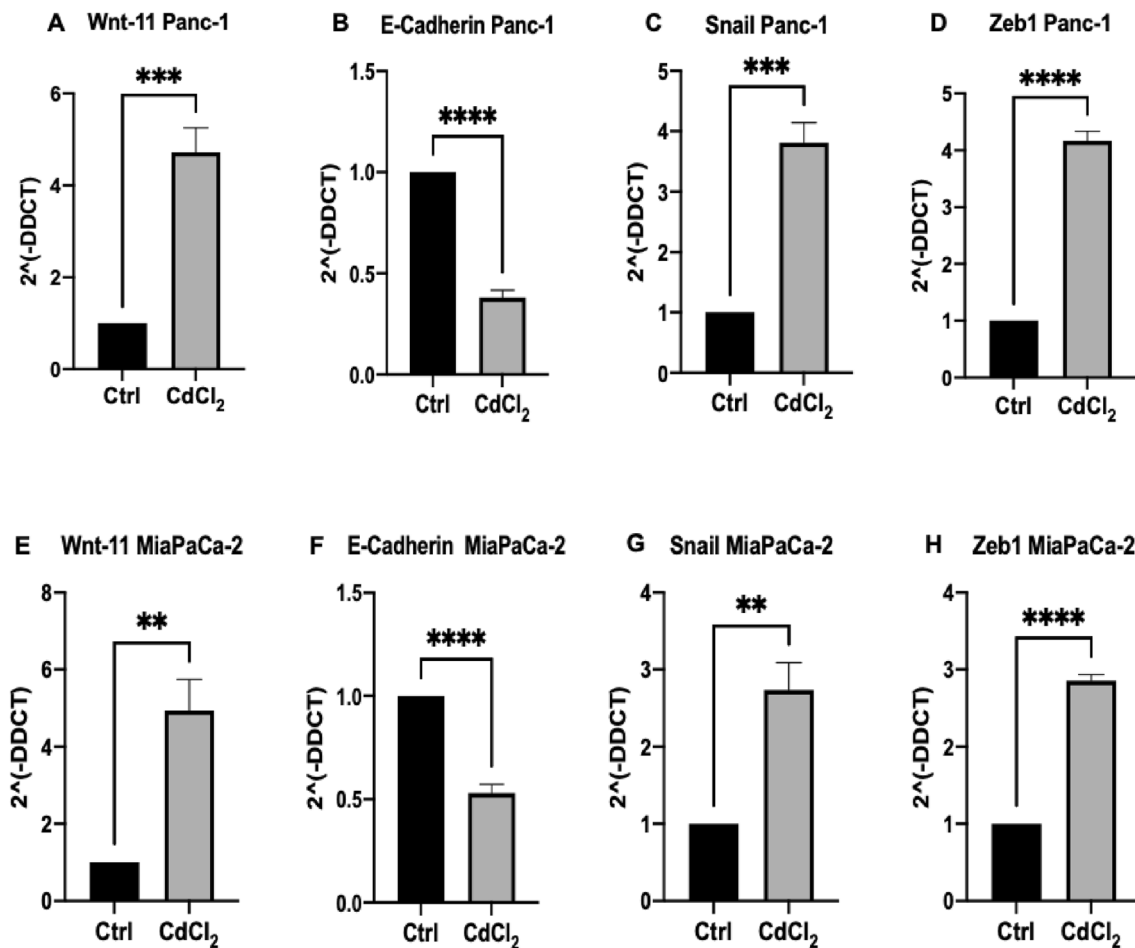 A Wnt-11 Panc-1
B E-Cadherin Panc-1
C Snail Panc-1
D Zeb1 Panc-1
***
6
4
2
0
2^(-DDCT)
Ctrl CdCl₂
****
1.5
1.0
0.5
0.0
2^(-DDCT)
Ctrl CdCl₂
***
5
4
3
2
1
0
2^(-DDCT)
Ctrl CdCl₂
****
5
4
3
2
1
0
2^(-DDCT)
Ctrl CdCl₂
E Wnt-11 MiaPaCa-2
F E-Cadherin MiaPaCa-2
G Snail MiaPaCa-2
H Zeb1 MiaPaCa-2
**
8
6
4
2
0
2^(-DDCT)
Ctrl CdCl₂
****
1.5
1.0
0.5
0.0
2^(-DDCT)
Ctrl CdCl₂
**
4
3
2
1
0
2^(-DDCT)
Ctrl CdCl₂
****
4
3
2
1
0
2^(-DDCT)
Ctrl CdCl₂